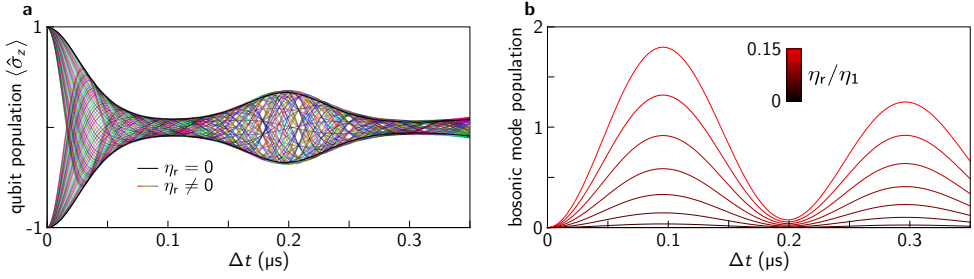 a
qubit population ⟨σ̂z⟩
1
-1
ηr = 0
ηr ≠ 0
0
0.1
0.2
0.3
Δt (μs)
b
bosonic mode population
2
1
0
0.15
0
ηr/η1
0
0.1
0.2
0.3
Δt (μs)